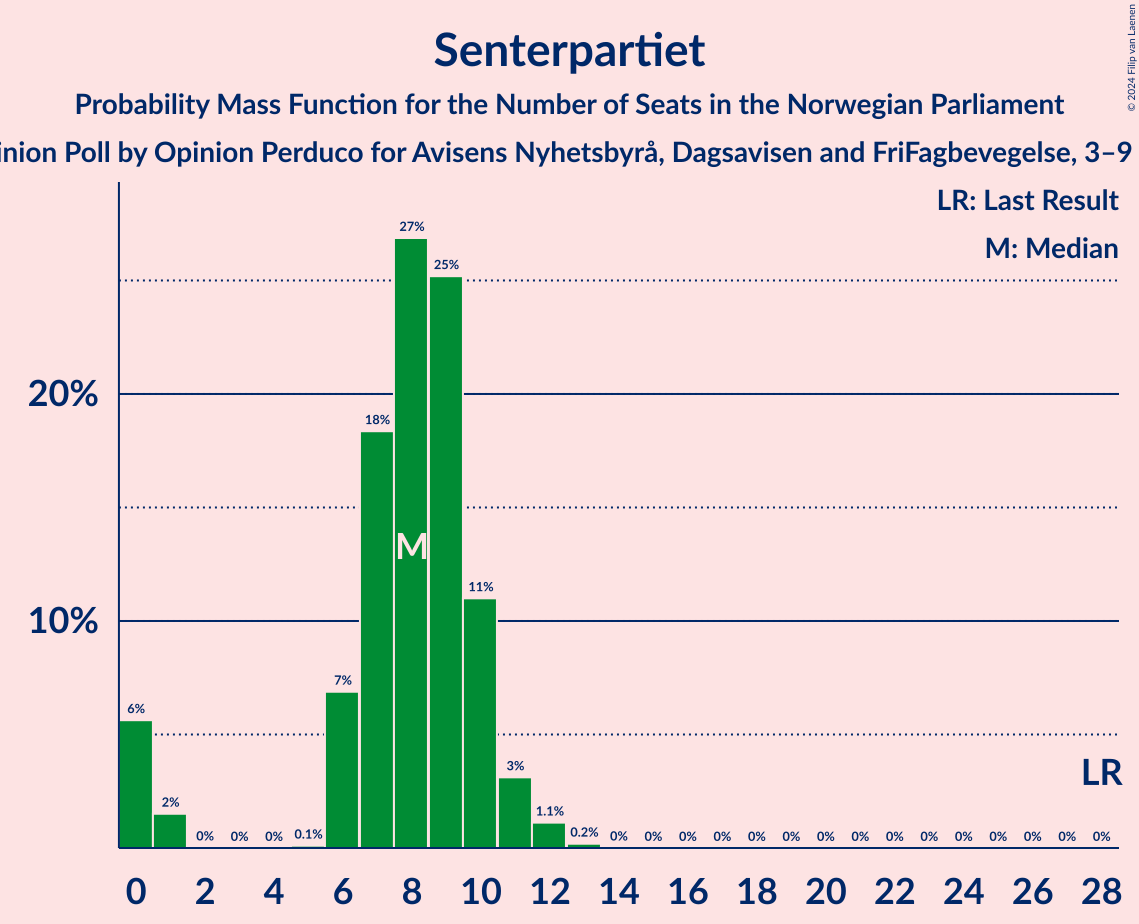 © 2024 Filip van Laenen
Senterpartiet
Probability Mass Function for the Number of Seats in the Norwegian Parliament
inion Poll by Opinion Perduco for Avisens Nyhetsbyrå, Dagsavisen and FriFagbevegelse, 3–9
LR: Last Result
M: Median
27%
25%
20%
18%
M
11%
10%
7%
6%
3%
LR
2%
1.1%
0% 0% 0% 0.1% 0.2% 0% 0% 0% 0% 0% 0% 0% 0% 0% 0% 0% 0% 0% 0% 0%
0 2 4 6 8 10 12 14 16 18 20 22 24 26 28